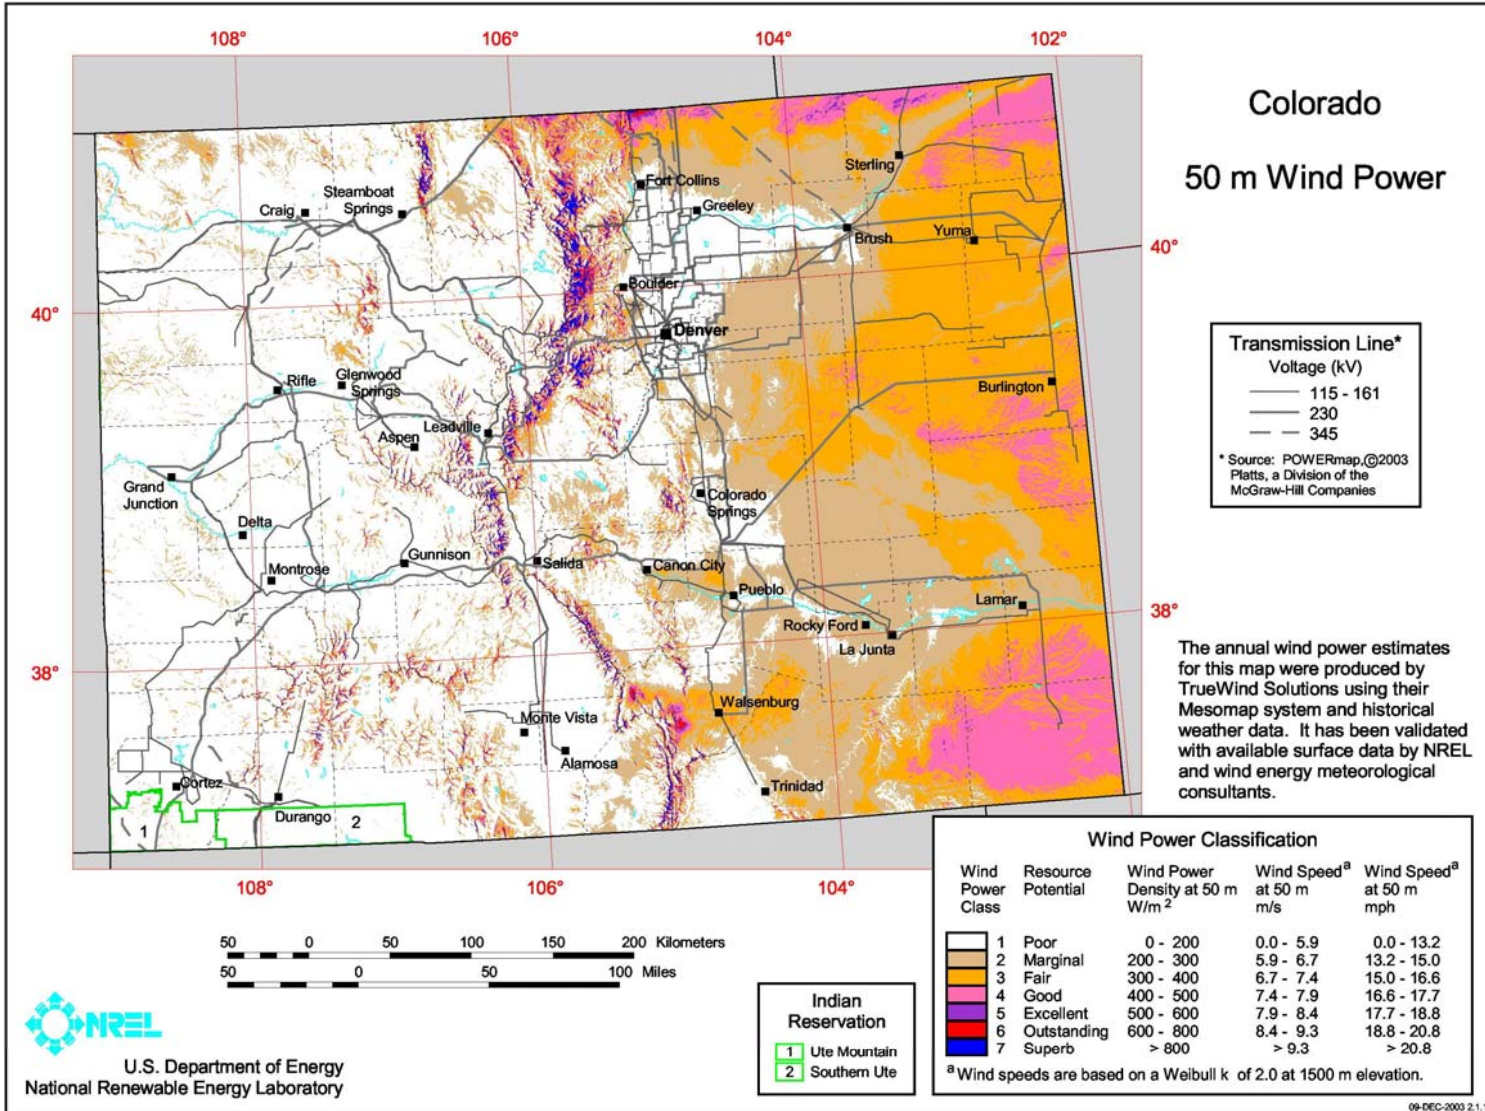 108°
106°
104°
102°
Colorado
50 m Wind Power
Fort Collins
Sterling
Steamboat
Springs
Craig
Greeley
Brush
Yuma
40°
Boulder
40°
Denver
Transmission Line*
Voltage (kV)
115 - 161
230
345
* Source: POWERmap,©2003
Platts, a Division of the
McGraw-Hill Companies
Rifle
Glenwood
Springs
Burlington
Leadville
Aspen
Grand
Junction
Colorado
Springs
Delta
Gunnison
Montrose
Salida
Canon City
Pueblo
Lamar
38°
Rocky Ford
La Junta
38°
The annual wind power estimates
for this map were produced by
TrueWind Solutions using their
Mesomap system and historical
weather data. It has been validated
with available surface data by NREL
and wind energy meteorological
consultants.
Walsenburg
Monte Vista
Alamosa
Cortez
Trinidad
Durango
1
2
108°
106°
104°
Wind Power Classification
Wind Resource Wind Power Wind Speed a Wind Speed a
Power Potential Density at 50 m at 50 m at 50 m
Class W/m 2 m/s mph
1 Poor 0 - 200 0.0 - 5.9 0.0 - 13.2
2 Marginal 200 - 300 5.9 - 6.7 13.2 - 15.0
3 Fair 300 - 400 6.7 - 7.4 15.0 - 16.6
4 Good 400 - 500 7.4 - 7.9 16.6 - 17.7
5 Excellent 500 - 600 7.9 - 8.4 17.7 - 18.8
6 Outstanding 600 - 800 8.4 - 9.3 18.8 - 20.8
7 Superb > 800 > 9.3 > 20.8
a Wind speeds are based on a Weibull k of 2.0 at 1500 m elevation.
50 0 50 100 150 200 Kilometers
50 0 50 100 Miles
Indian
Reservation
1 Ute Mountain
2 Southern Ute
NREL
U.S. Department of Energy
National Renewable Energy Laboratory
09-DEC-2003 2.1.1